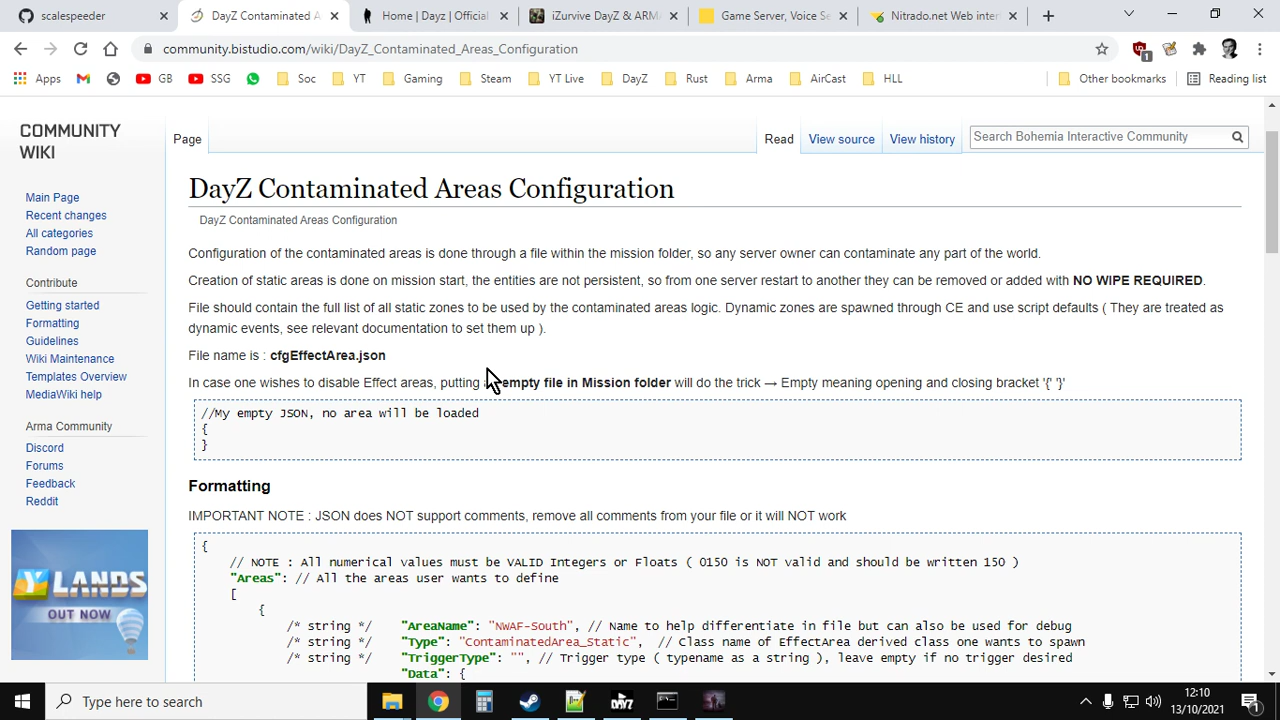 scalespeeder
DayZ Contaminated A
Home | Dayz | Official
iZurvive DayZ & ARMA
Game Server, Voice Se
Nitrado.net Web inter
community.bistudio.com/wiki/DayZ_Contaminated_Areas_Configuration
1
Apps GB SSG Soc YT Gaming Steam YT Live DayZ Rust Arma AirCast HLL Other bookmarks Reading list
COMMUNITY
WIKI
Page Read View source View history Search Bohemia Interactive Community
Main Page
Recent changes
All categories
Random page
Contribute
Getting started
Formatting
Guidelines
Wiki Maintenance
Templates Overview
MediaWiki help
Arma Community
Discord
Forums
Feedback
Reddit
YLANDS
OUT NOW
DayZ Contaminated Areas Configuration
DayZ Contaminated Areas Configuration
Configuration of the contaminated areas is done through a file within the mission folder, so any server owner can contaminate any part of the world.
Creation of static areas is done on mission start, the entities are not persistent, so from one server restart to another they can be removed or added with NO WIPE REQUIRED.
File should contain the full list of all static zones to be used by the contaminated areas logic. Dynamic zones are spawned through CE and use script defaults ( They are treated as
dynamic events, see relevant documentation to set them up ).
File name is : cfgEffectArea.json
In case one wishes to disable Effect areas, putting empty file in Mission folder will do the trick → Empty meaning opening and closing bracket '{' '}'
//My empty JSON, no area will be loaded
{
}
Formatting
IMPORTANT NOTE : JSON does NOT support comments, remove all comments from your file or it will NOT work
{
// NOTE : All numerical values must be VALID Integers or Floats ( 0150 is NOT valid and should be written 150 )
"Areas": // All the areas user wants to define
[
{
/* string */ "AreaName": "NWAF-South", // Name to help differentiate in file but can also be used for debug
/* string */ "Type": "ContaminatedArea_Static", // Class name of EffectArea derived class one wants to spawn
/* string */ "TriggerType": "", // Trigger type ( typename as a string ), leave empty if no trigger desired
"Data": {
Type here to search
12:10
13/10/2021
1